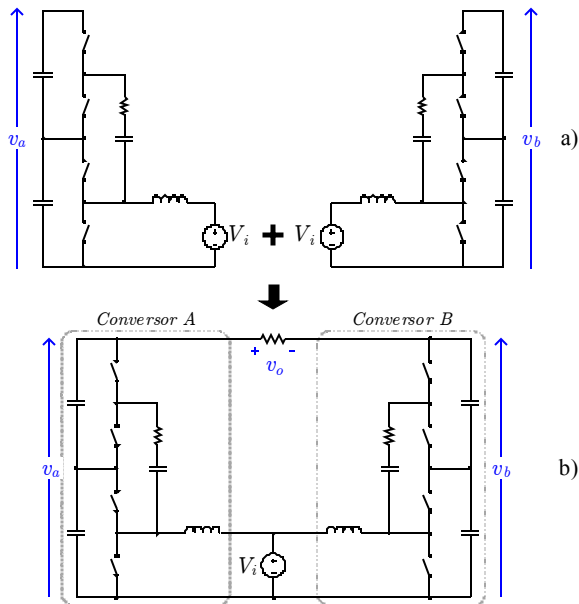 v_a
V_i
+
V_i
v_b
a)
Conversor A
Conversor B
+ -
v_o
v_a
v_b
b)
V_i